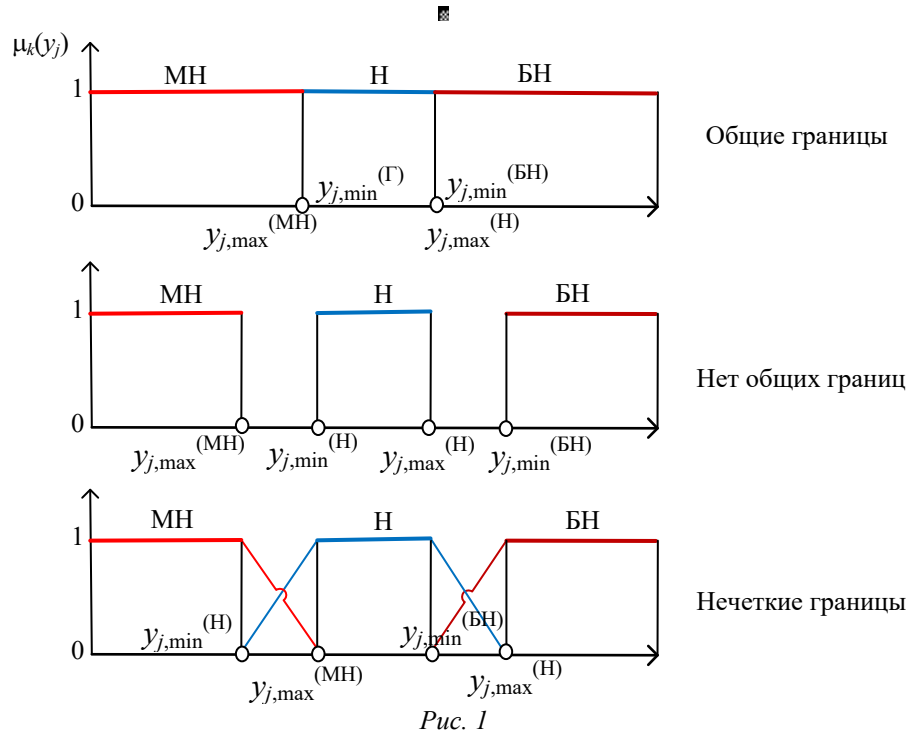 μₖ(yⱼ)
МН Н БН
1
Общие границы
yj,min(Г) yj,min(БН)
0
yj,max(МН) yj,max(Н)
МН Н БН
1
Нет общих границ
0
yj,max(МН) yj,min(Н) yj,max(Н) yj,min(БН)
МН Н БН
1
Нечеткие границы
yj,min(Н) yj,min(БН)
0
yj,max(МН) yj,max(Н)
Рис. 1